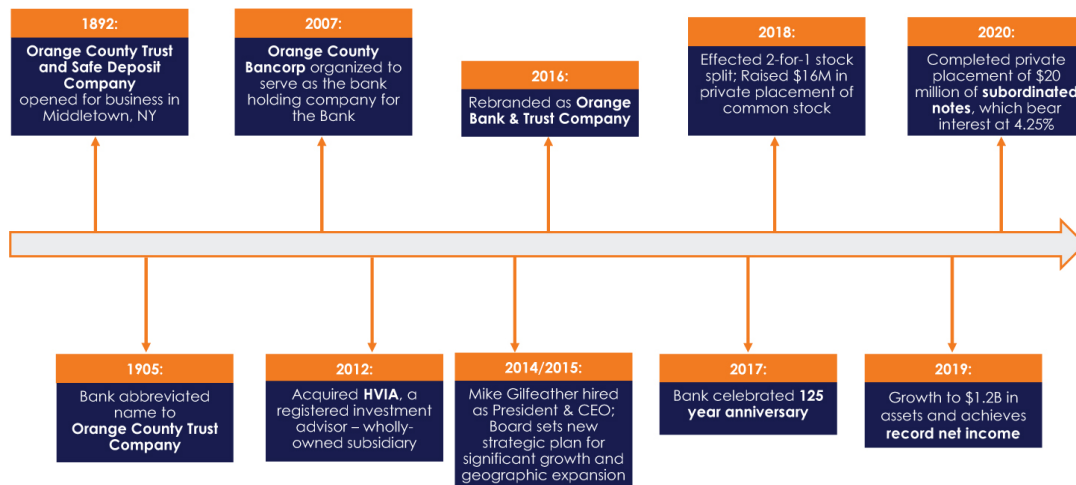 1892:
Orange County Trust
and Safe Deposit
Company
opened for business in
Middletown, NY
2007:
Orange County
Bancorp organized to
serve as the bank
holding company for
the Bank
2016:
Rebranded as Orange
Bank & Trust Company
2018:
Effected 2-for-1 stock
split; Raised $16M in
private placement of
common stock
2020:
Completed private
placement of $20
million of subordinated
notes, which bear
interest at 4.25%
1905:
Bank abbreviated
name to
Orange County Trust
Company
2012:
Acquired HVIA, a
registered investment
advisor – wholly-
owned subsidiary
2014/2015:
Mike Gilfeather hired
as President & CEO;
Board sets new
strategic plan for
significant growth and
geographic expansion
2017:
Bank celebrated 125
year anniversary
2019:
Growth to $1.2B in
assets and achieves
record net income